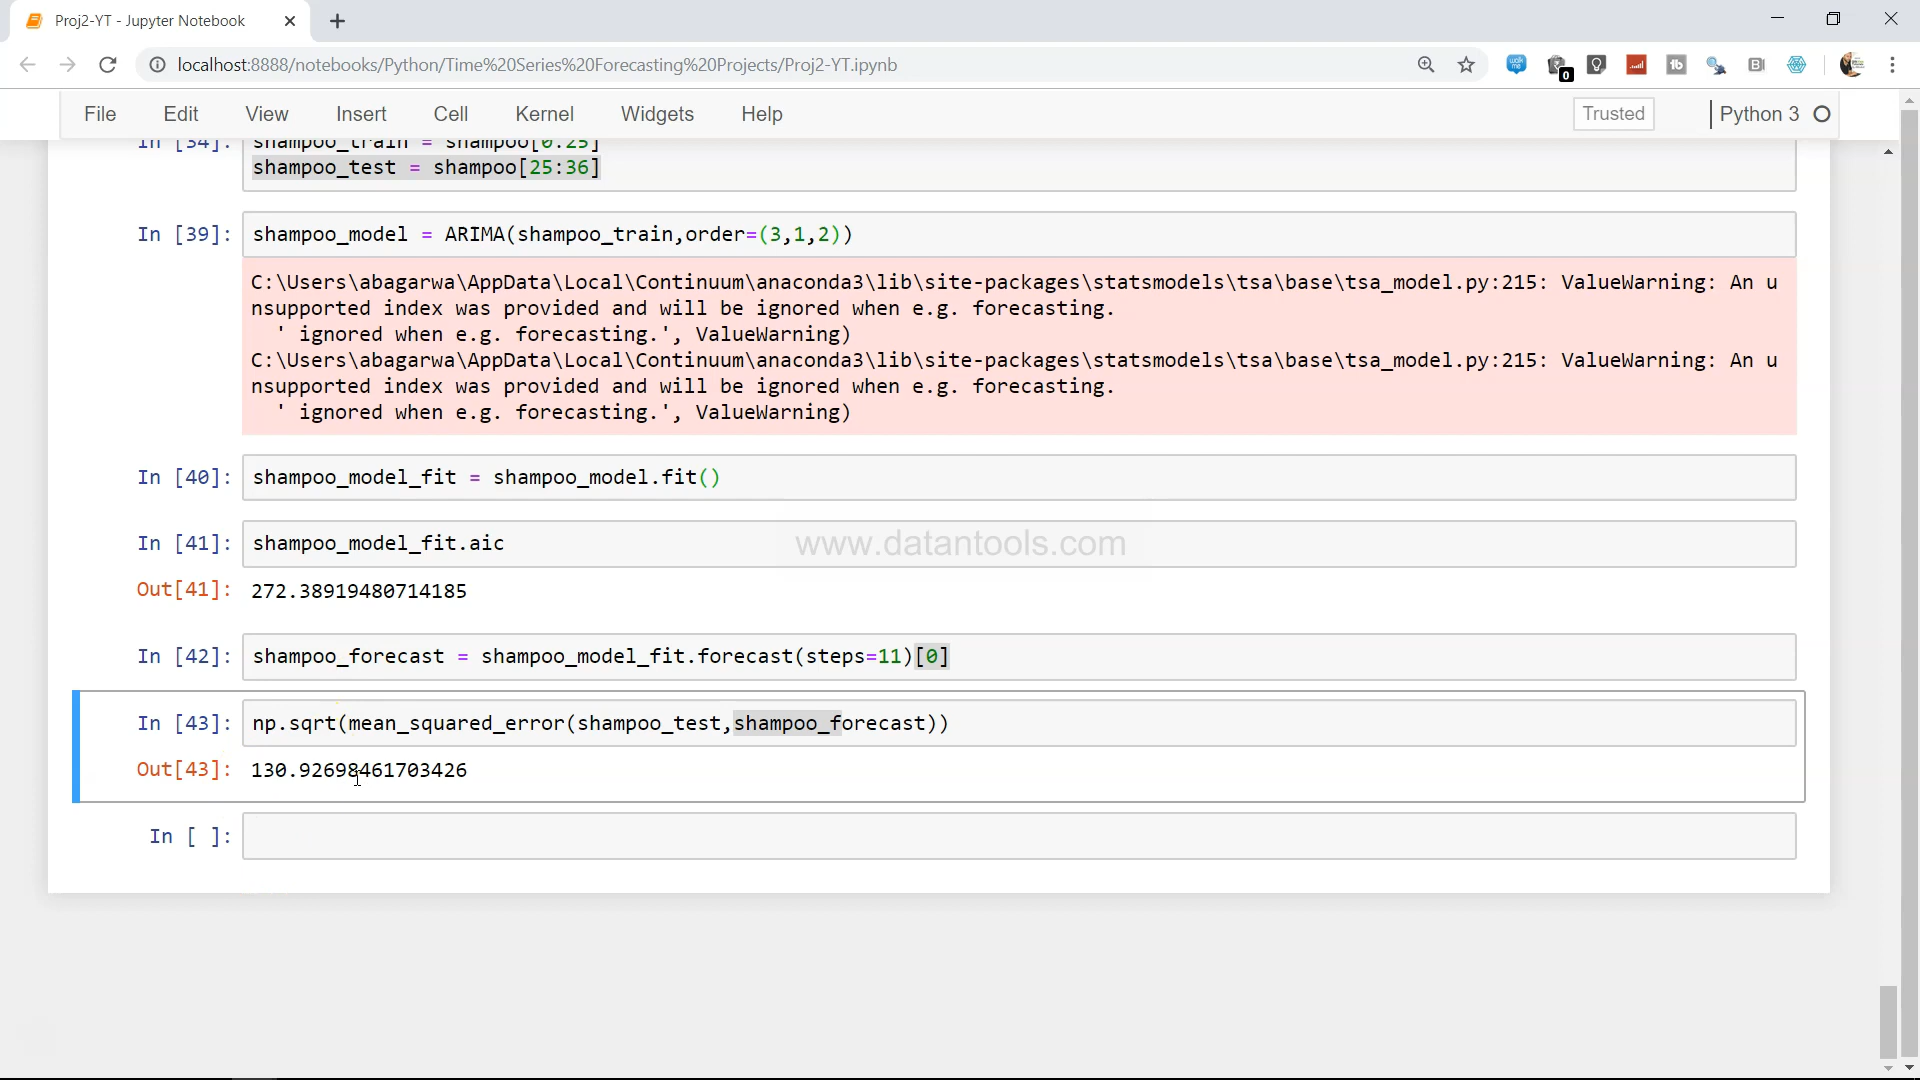 Proj2-YT - Jupyter Notebook
localhost:8888/notebooks/Python/Time%20Series%20Forecasting%20Projects/Proj2-YT.ipynb
0
File Edit View Insert Cell Kernel Widgets Help Trusted Python 3
In [34]: shampoo_train = shampoo[0:25]
shampoo_test = shampoo[25:36]
In [39]: shampoo_model = ARIMA(shampoo_train,order=(3,1,2))
C:\Users\abagarwa\AppData\Local\Continuum\anaconda3\lib\site-packages\statsmodels\tsa\base\tsa_model.py:215: ValueWarning: An u
nsupported index was provided and will be ignored when e.g. forecasting.
' ignored when e.g. forecasting.', ValueWarning)
C:\Users\abagarwa\AppData\Local\Continuum\anaconda3\lib\site-packages\statsmodels\tsa\base\tsa_model.py:215: ValueWarning: An u
nsupported index was provided and will be ignored when e.g. forecasting.
' ignored when e.g. forecasting.', ValueWarning)
In [40]: shampoo_model_fit = shampoo_model.fit()
In [41]: shampoo_model_fit.aic
www.datantools.com
Out[41]: 272.38919480714185
In [42]: shampoo_forecast = shampoo_model_fit.forecast(steps=11)[0]
In [43]: np.sqrt(mean_squared_error(shampoo_test,shampoo_forecast))
Out[43]: 130.92698461703426
In [ ]: